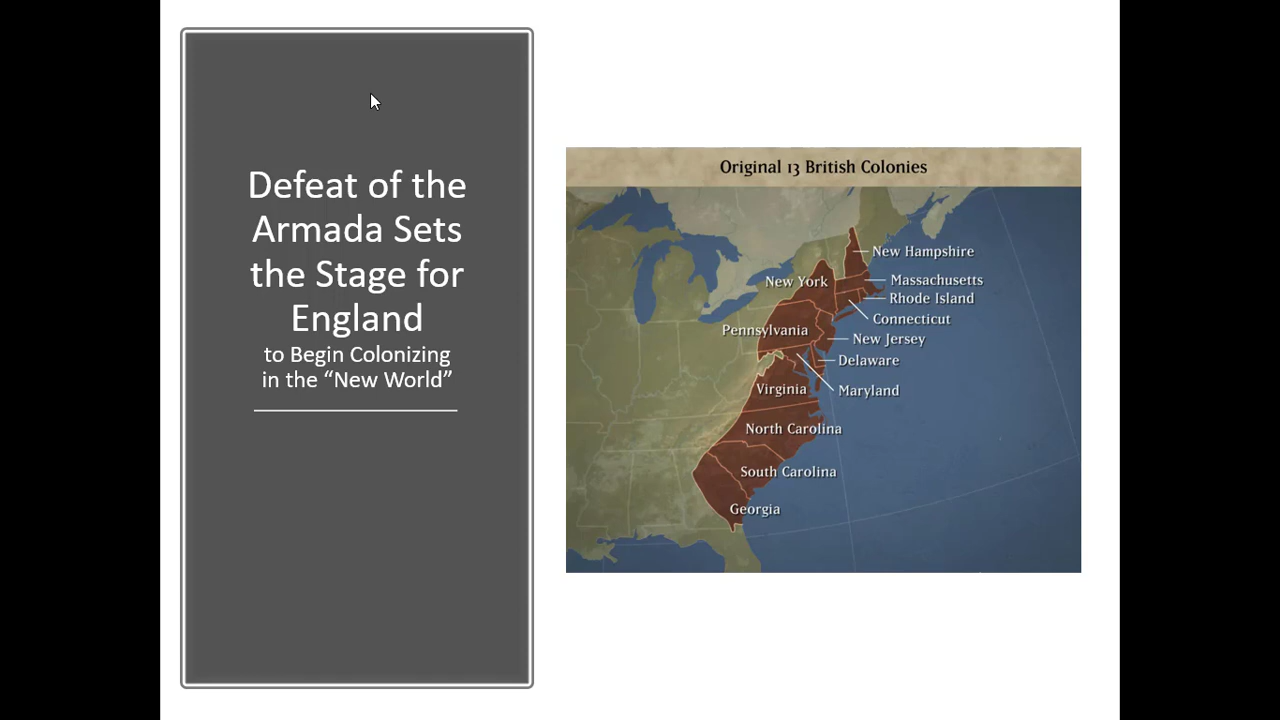 Defeat of the
Armada Sets
the Stage for
England
to Begin Colonizing
in the “New World”
Original 13 British Colonies
New Hampshire
Massachusetts
New York
Rhode Island
Connecticut
Pennsylvania
New Jersey
Delaware
Virginia
Maryland
North Carolina
South Carolina
Georgia